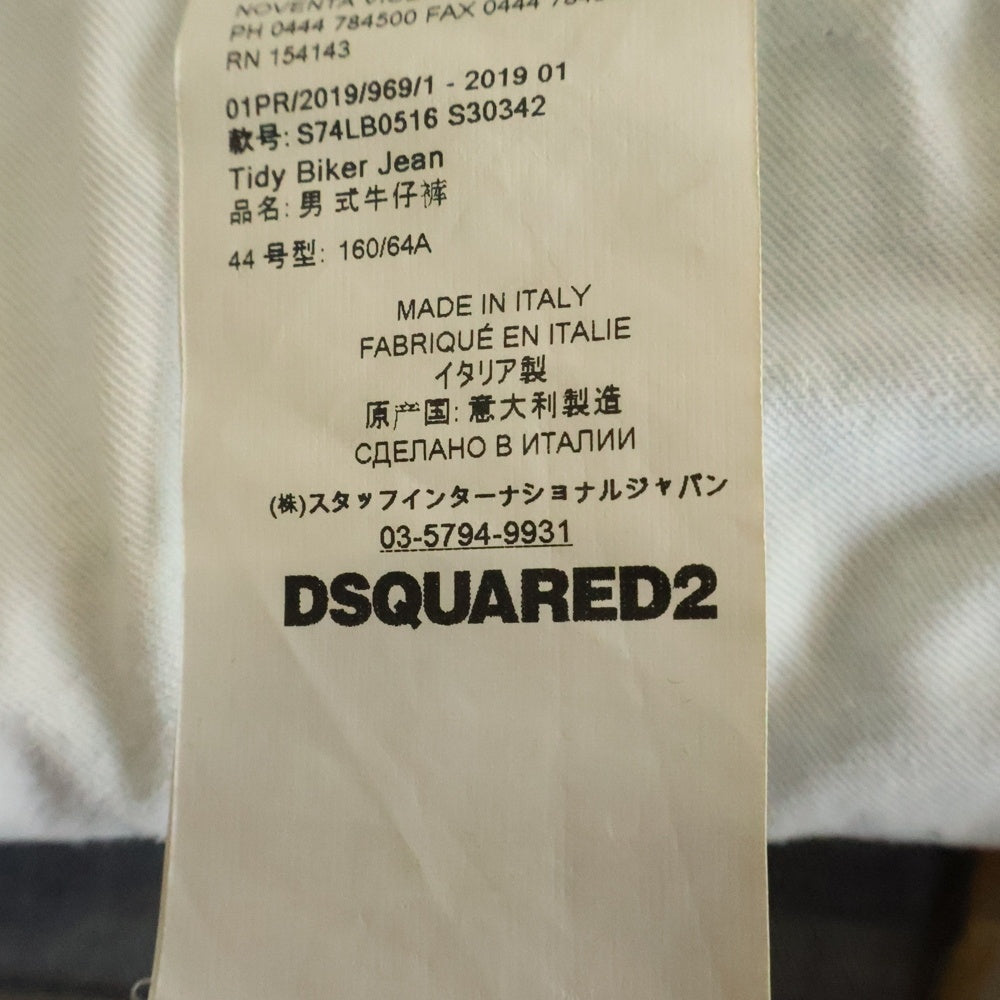 NOVENTA
PH 0444 784500 FAX 0444
RN 154143
01PR/2019/969/1 - 2019 01
款号: S74LB0516 S30342
Tidy Biker Jean
品名: 男 式牛仔裤
44 号型: 160/64A
MADE IN ITALY
FABRIQUÉ EN ITALIE
イタリア製
原产国: 意大利製造
СДЕЛАНО В ИТАЛИИ
(株)スタッフインターナショナルジャパン
03-5794-9931
DSQUARED2